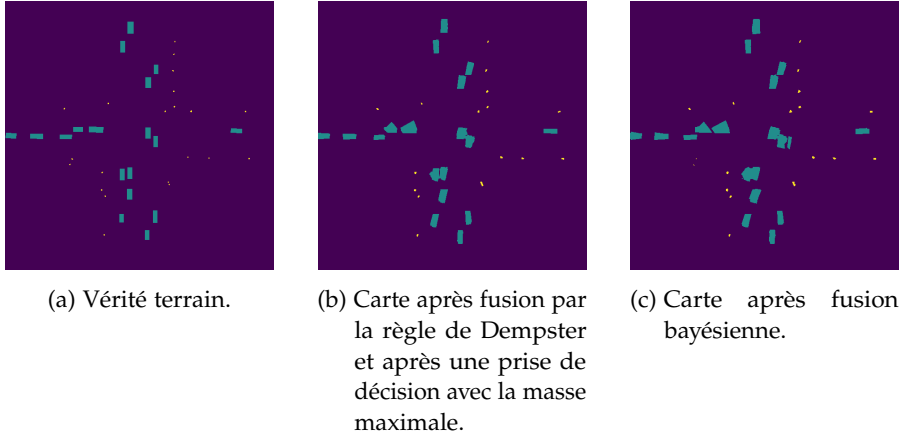 (a) Vérité terrain.
(b) Carte après fusion par
la règle de Dempster
et après une prise de
décision avec la masse
maximale.
(c) Carte après fusion
bayésienne.